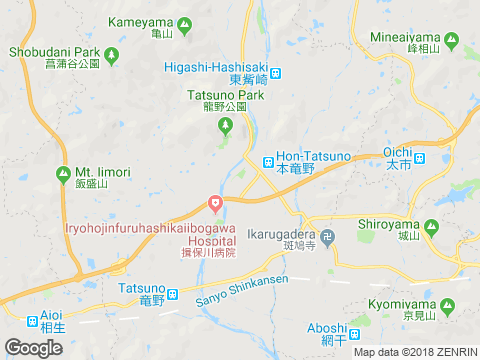 Kameyama
亀山
Mineaiyama
峰相山
Shobudani Park
菖蒲谷公園
Higashi-Hashisaki
東觜崎
Tatsuno Park
龍野公園
Hon-Tatsuno
本竜野
Oichi
太市
Mt. Iimori
飯盛山
Iryohojinfuruhashikaiibogawa
Hospital
揖保川病院
Ikarugadera
斑鳩寺
Shiroyama
城山
Tatsuno
竜野
Sanyo Shinkansen
Aioi
相生
Kyomiyama
京見山
Aboshi
網干
Google
Map data ©2018 ZENRIN